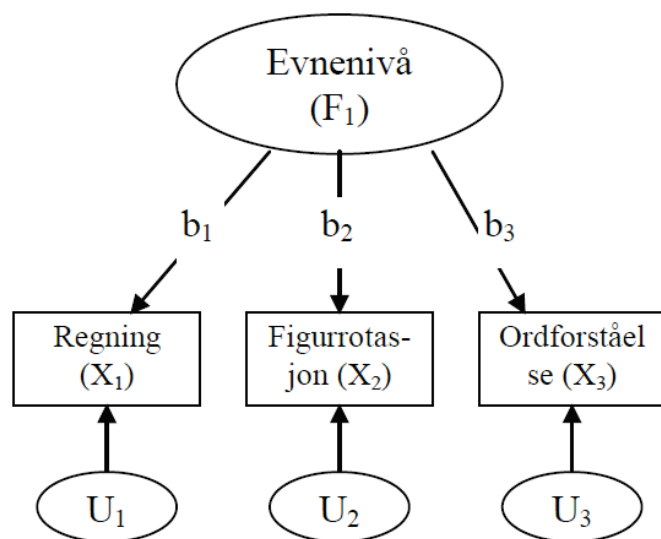 Evnenivå
(F₁)
b₁ b₂ b₃
Regning
(X₁)
Figurrotas-
jon (X₂)
Ordforståel
se (X₃)
U₁ U₂ U₃